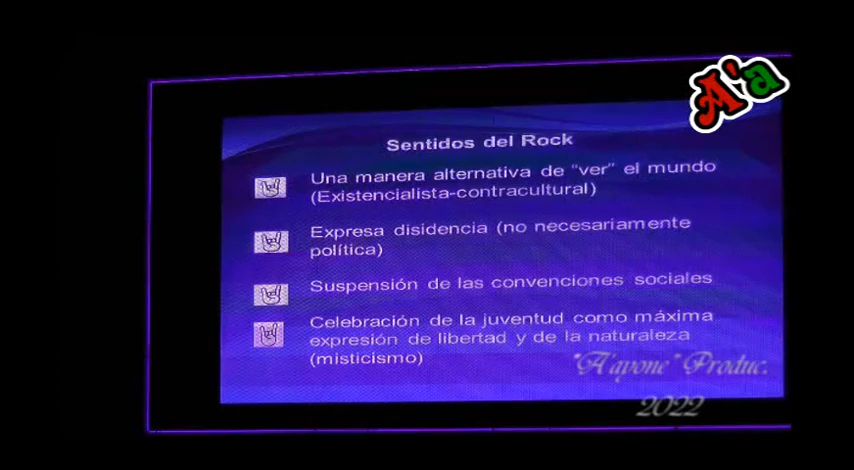 A'a
Sentidos del Rock
Una manera alternativa de "ver" el mundo
(Existencialista-contracultural)
Expresa disidencia (no necesariamente
política)
Suspensión de las convenciones sociales
Celebración de la juventud como máxima
expresión de libertad y de la naturaleza
(misticismo)
"A'apone" Produc.
2022